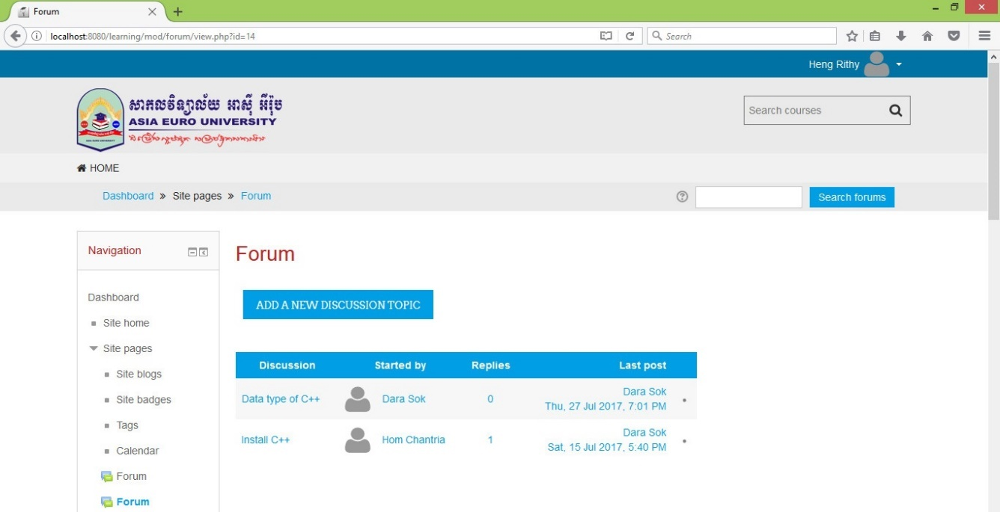 Forum
localhost:8080/learning/mod/forum/view.php?id=14
Search
Heng Rithy
សាកលវិទ្យាល័យ អាស៊ី អឺរ៉ុប
ASIA EURO UNIVERSITY
Search courses
HOME
Dashboard » Site pages » Forum
Search forums
Navigation
Dashboard
Site home
Site pages
Site blogs
Site badges
Tags
Calendar
Forum
Forum
Forum
ADD A NEW DISCUSSION TOPIC
Discussion Started by Replies Last post
Data type of C++ Dara Sok 0 Dara Sok
Thu, 27 Jul 2017, 7:01 PM
Install C++ Hom Chantria 1 Dara Sok
Sat, 15 Jul 2017, 5:40 PM